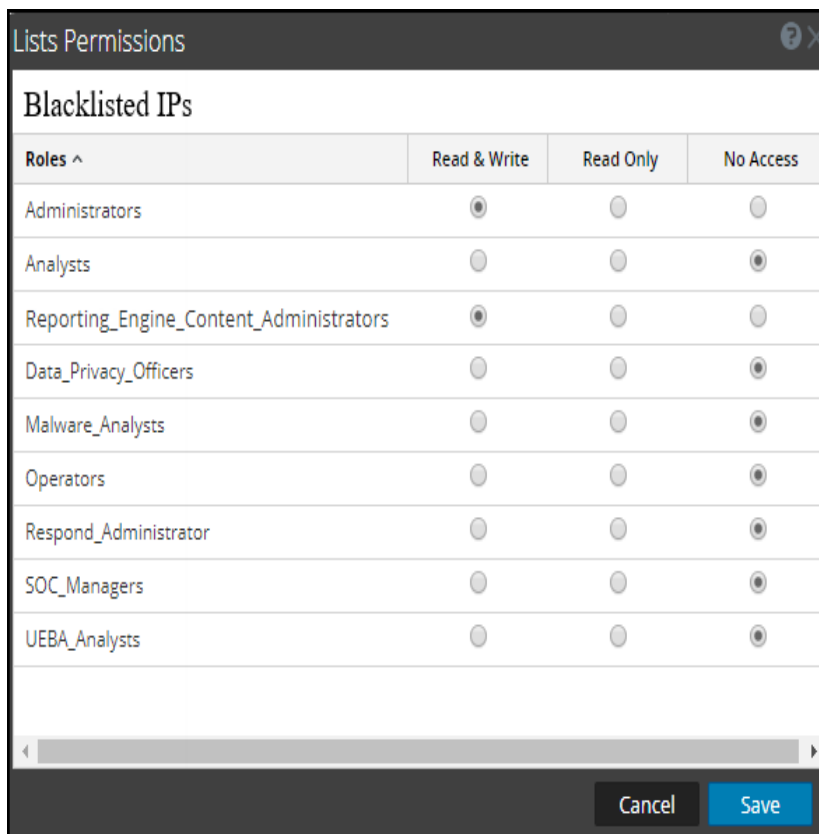 Lists Permissions
Blacklisted IPs
Roles Read & Write Read Only No Access
Administrators
Analysts
Reporting_Engine_Content_Administrators
Data_Privacy_Officers
Malware_Analysts
Operators
Respond_Administrator
SOC_Managers
UEBA_Analysts
Cancel Save